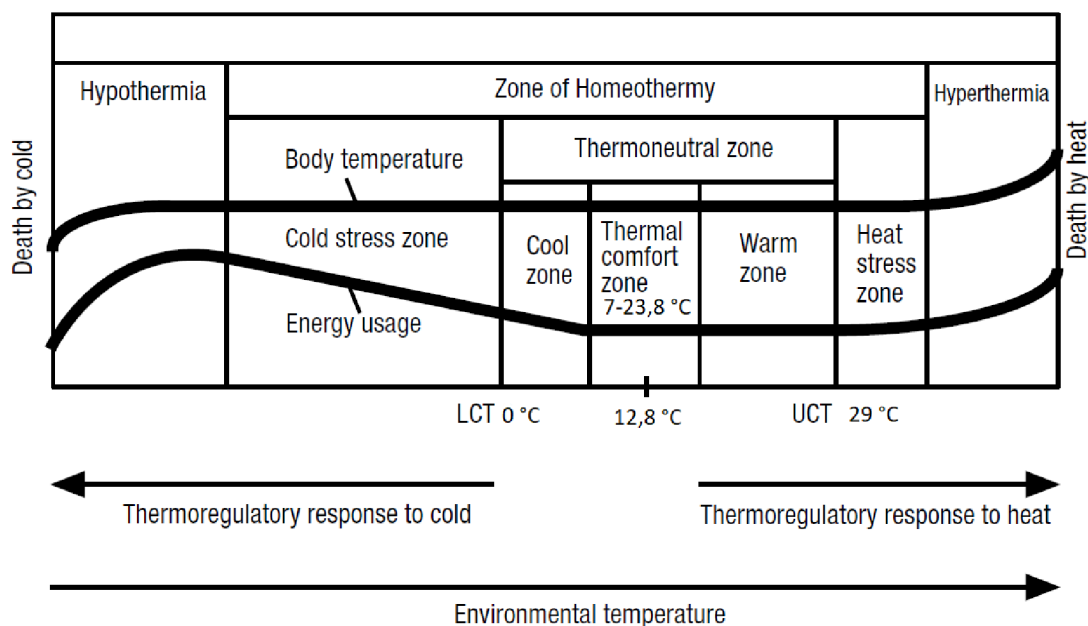 Hypothermia
Zone of Homeothermy
Hyperthermia
Death by cold
Death by heat
Thermoneutral zone
Body temperature
Cold stress zone
Energy usage
Cool
zone
Thermal
comfort
zone
7-23,8 °C
Warm
zone
Heat
stress
zone
LCT 0 °C
12,8 °C
UCT 29 °C
Thermoregulatory response to cold
Thermoregulatory response to heat
Environmental temperature